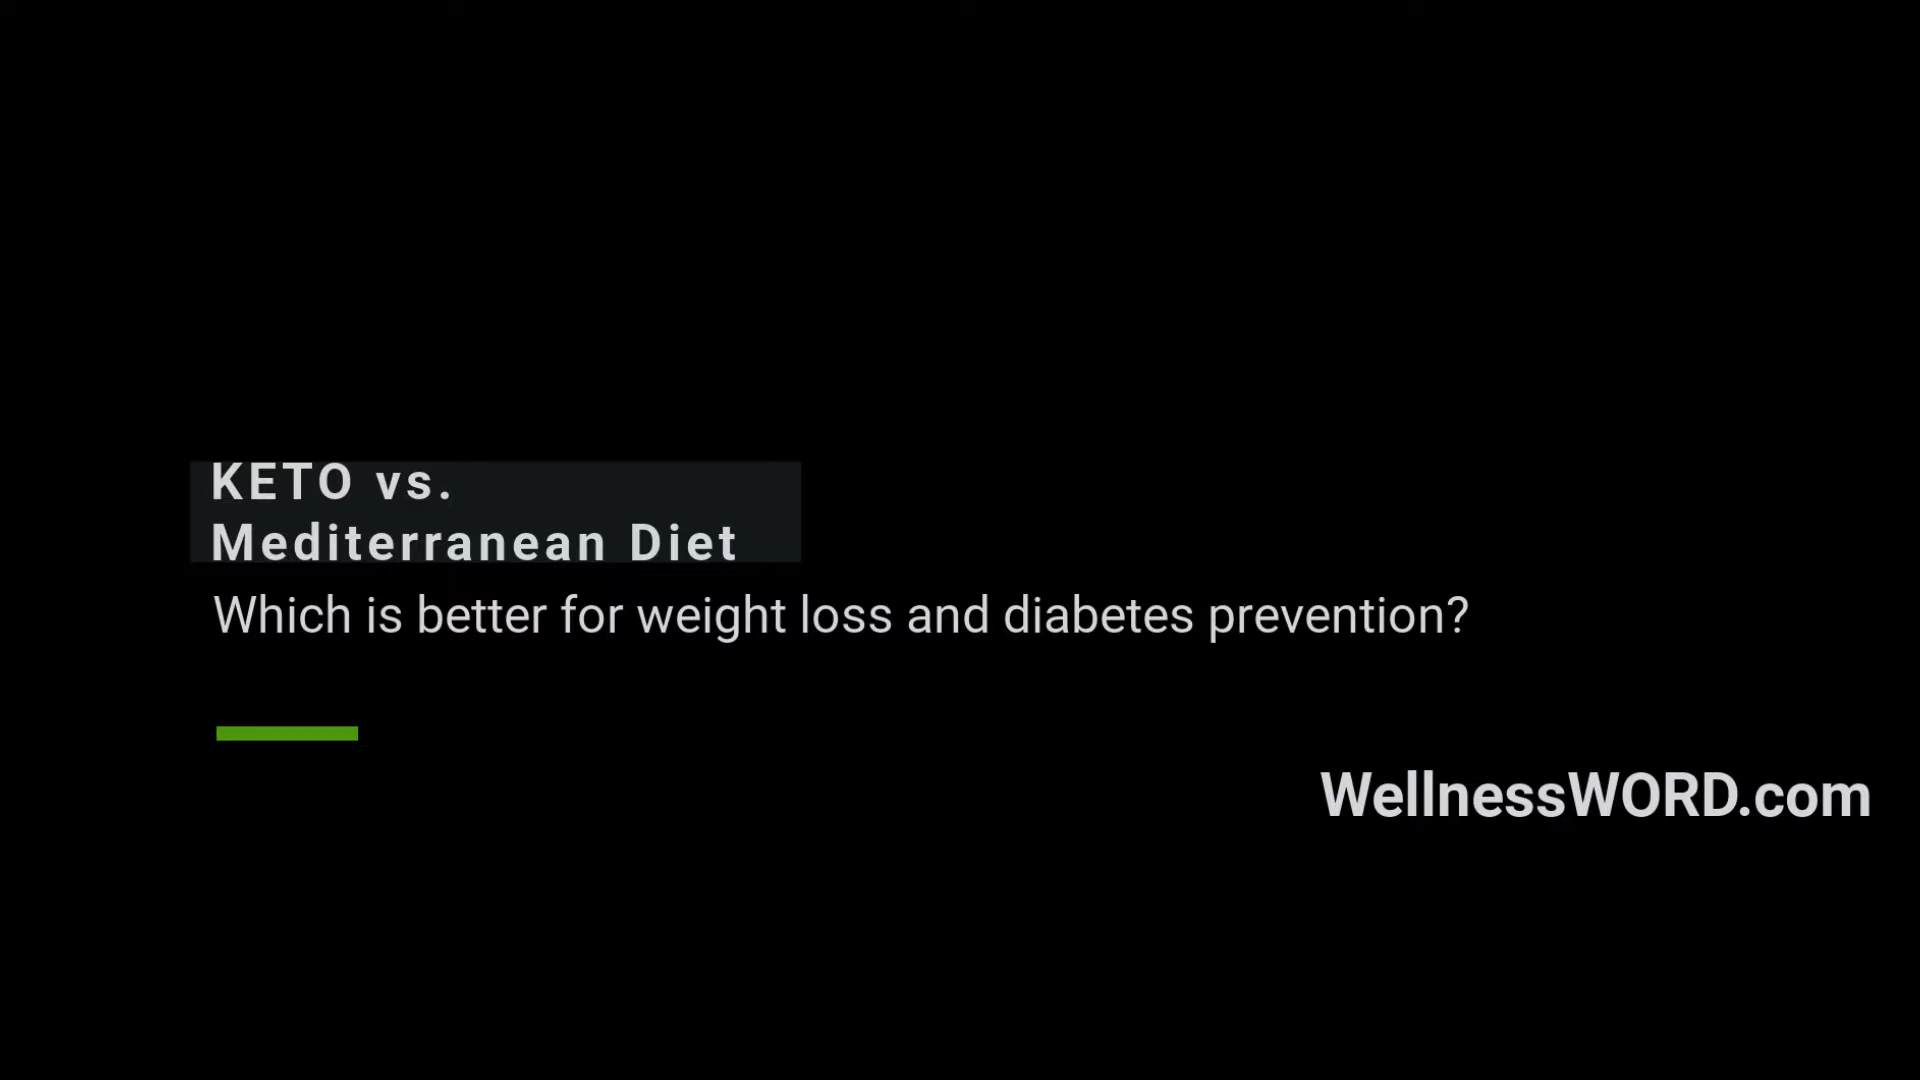 KETO vs.
Mediterranean Diet
Which is better for weight loss and diabetes prevention?
WellnessWORD.com